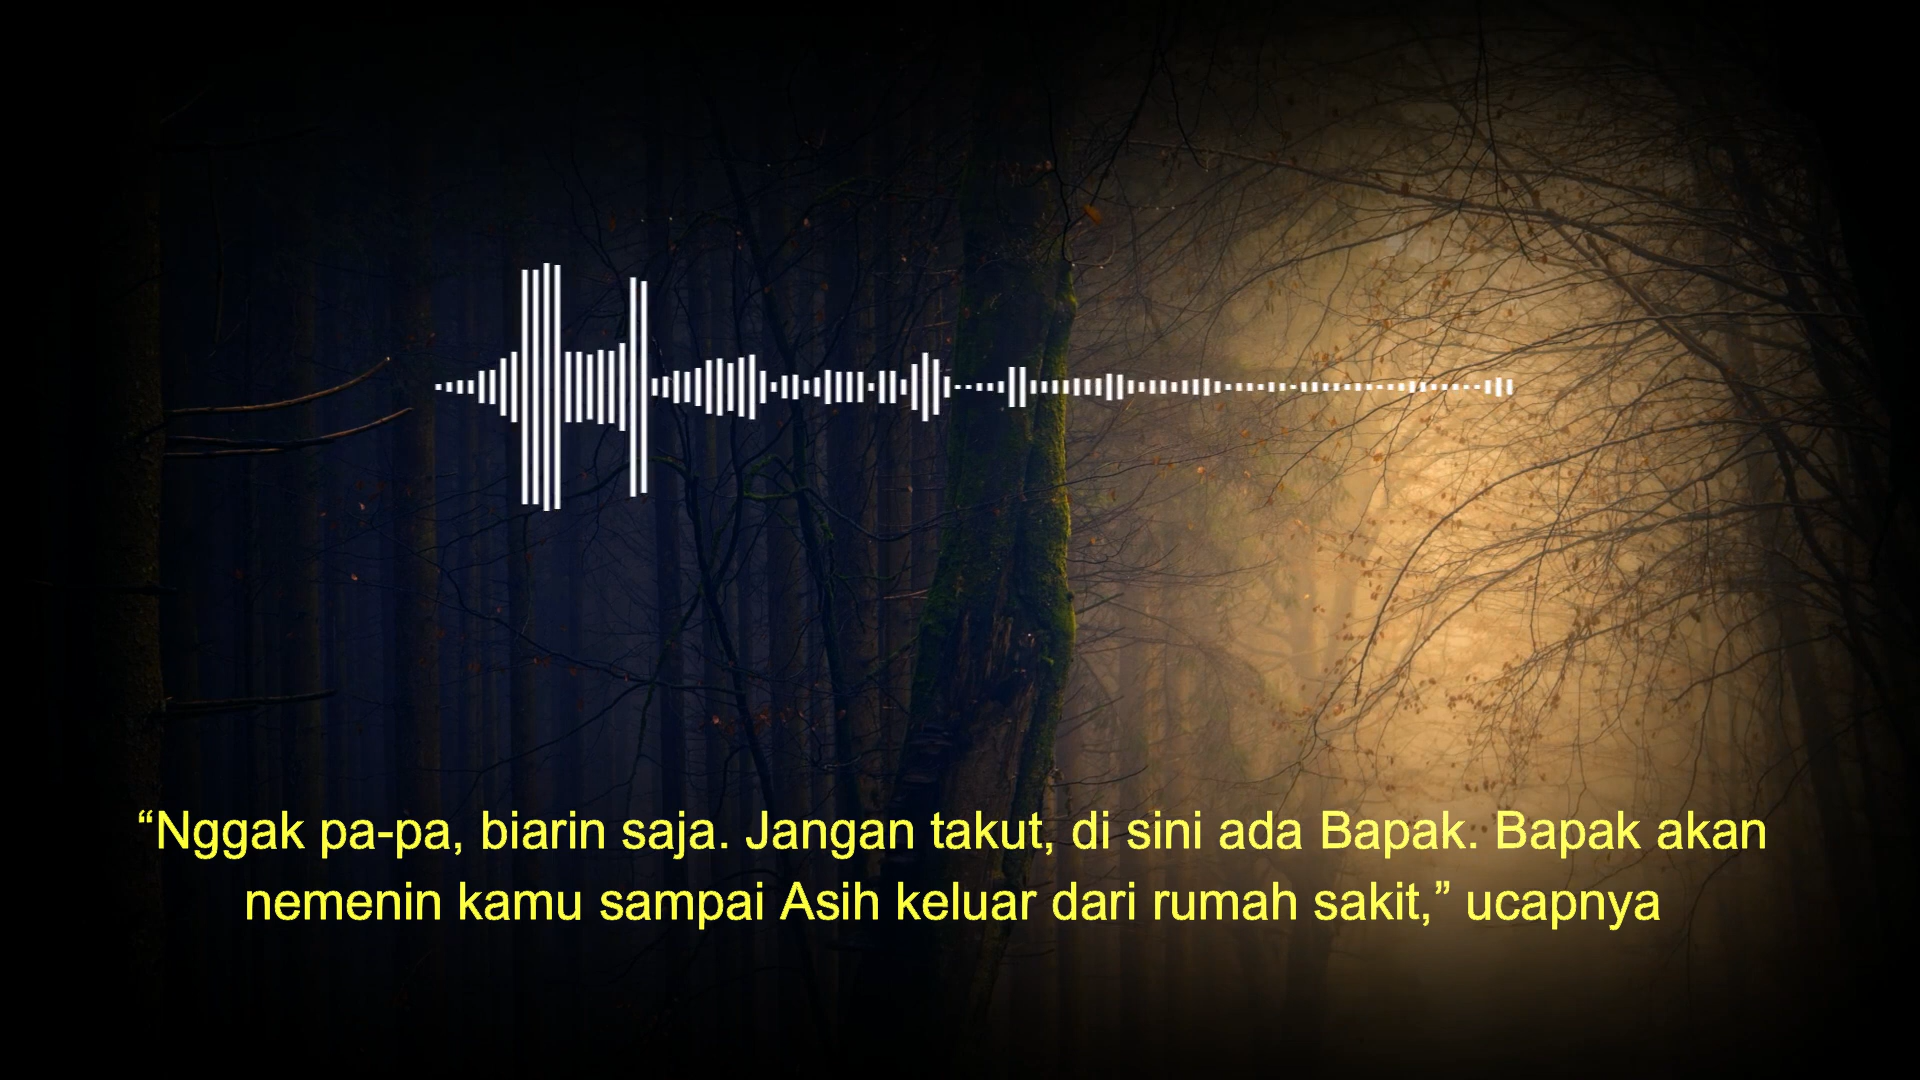 “Nggak pa-pa, biarin saja. Jangan takut, di sini ada Bapak. Bapak akan
nemenin kamu sampai Asih keluar dari rumah sakit,” ucapnya